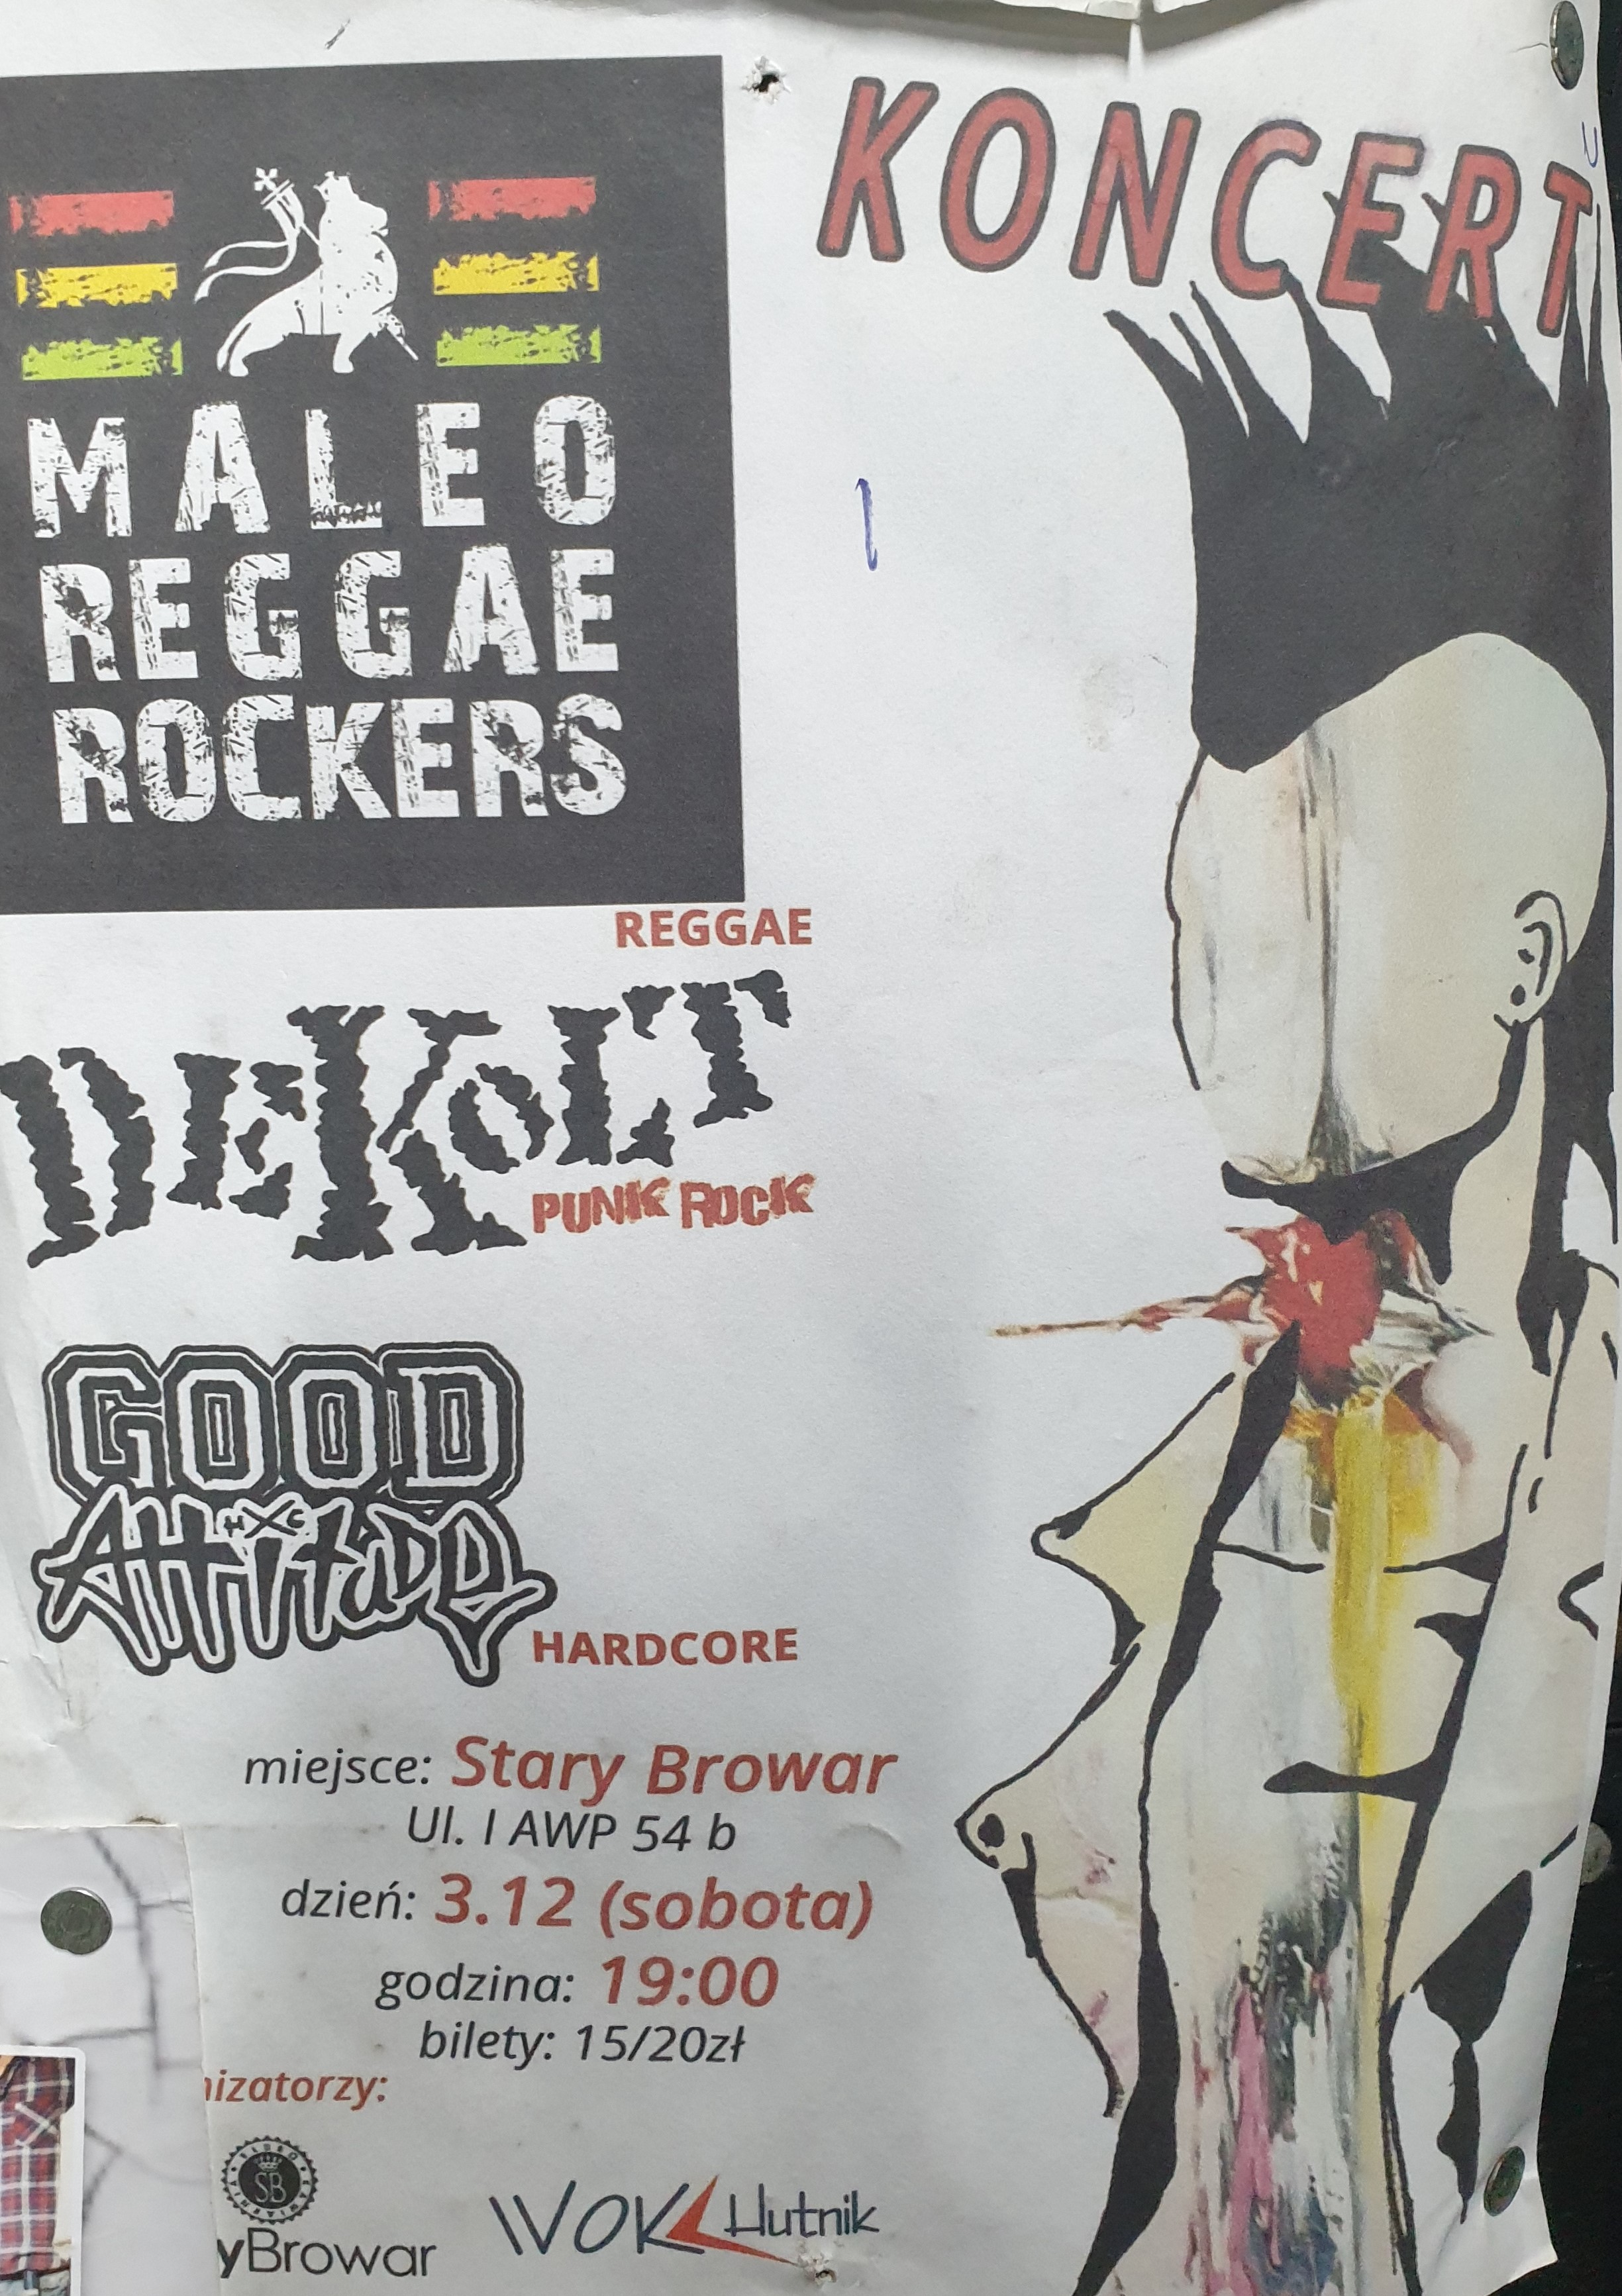 KONCERT
MALEO
REGGAE
ROCKERS
REGGAE
DEKOLT
PUNK ROCK
GOOD
HXC
AttituDe
HARDCORE
miejsce: Stary Browar
Ul. I AWP 54 b
dzień: 3.12 (sobota)
godzina: 19:00
bilety: 15/20zł
nizatorzy:
SB
yBrowar
WOK Hutnik